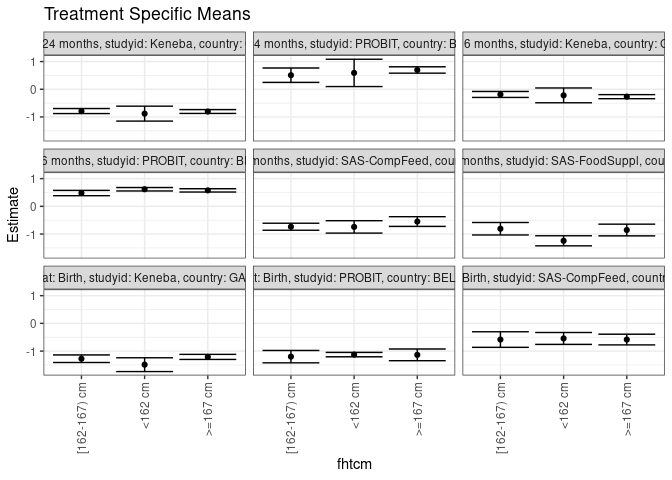 Treatment Specific Means
24 months, studyid: Keneba, country:
4 months, studyid: PROBIT, country: B
6 months, studyid: Keneba, country:
1
0
-1
6 months, studyid: PROBIT, country: BE
months, studyid: SAS-CompFeed, cou
months, studyid: SAS-FoodSuppl, cou
1
0
-1
at: Birth, studyid: Keneba, country: GA
t: Birth, studyid: PROBIT, country: BEL
Birth, studyid: SAS-CompFeed, countr
1
0
-1
Estimate
[162-167) cm
<162 cm
>=167 cm
[162-167) cm
<162 cm
>=167 cm
[162-167) cm
<162 cm
>=167 cm
fhtcm